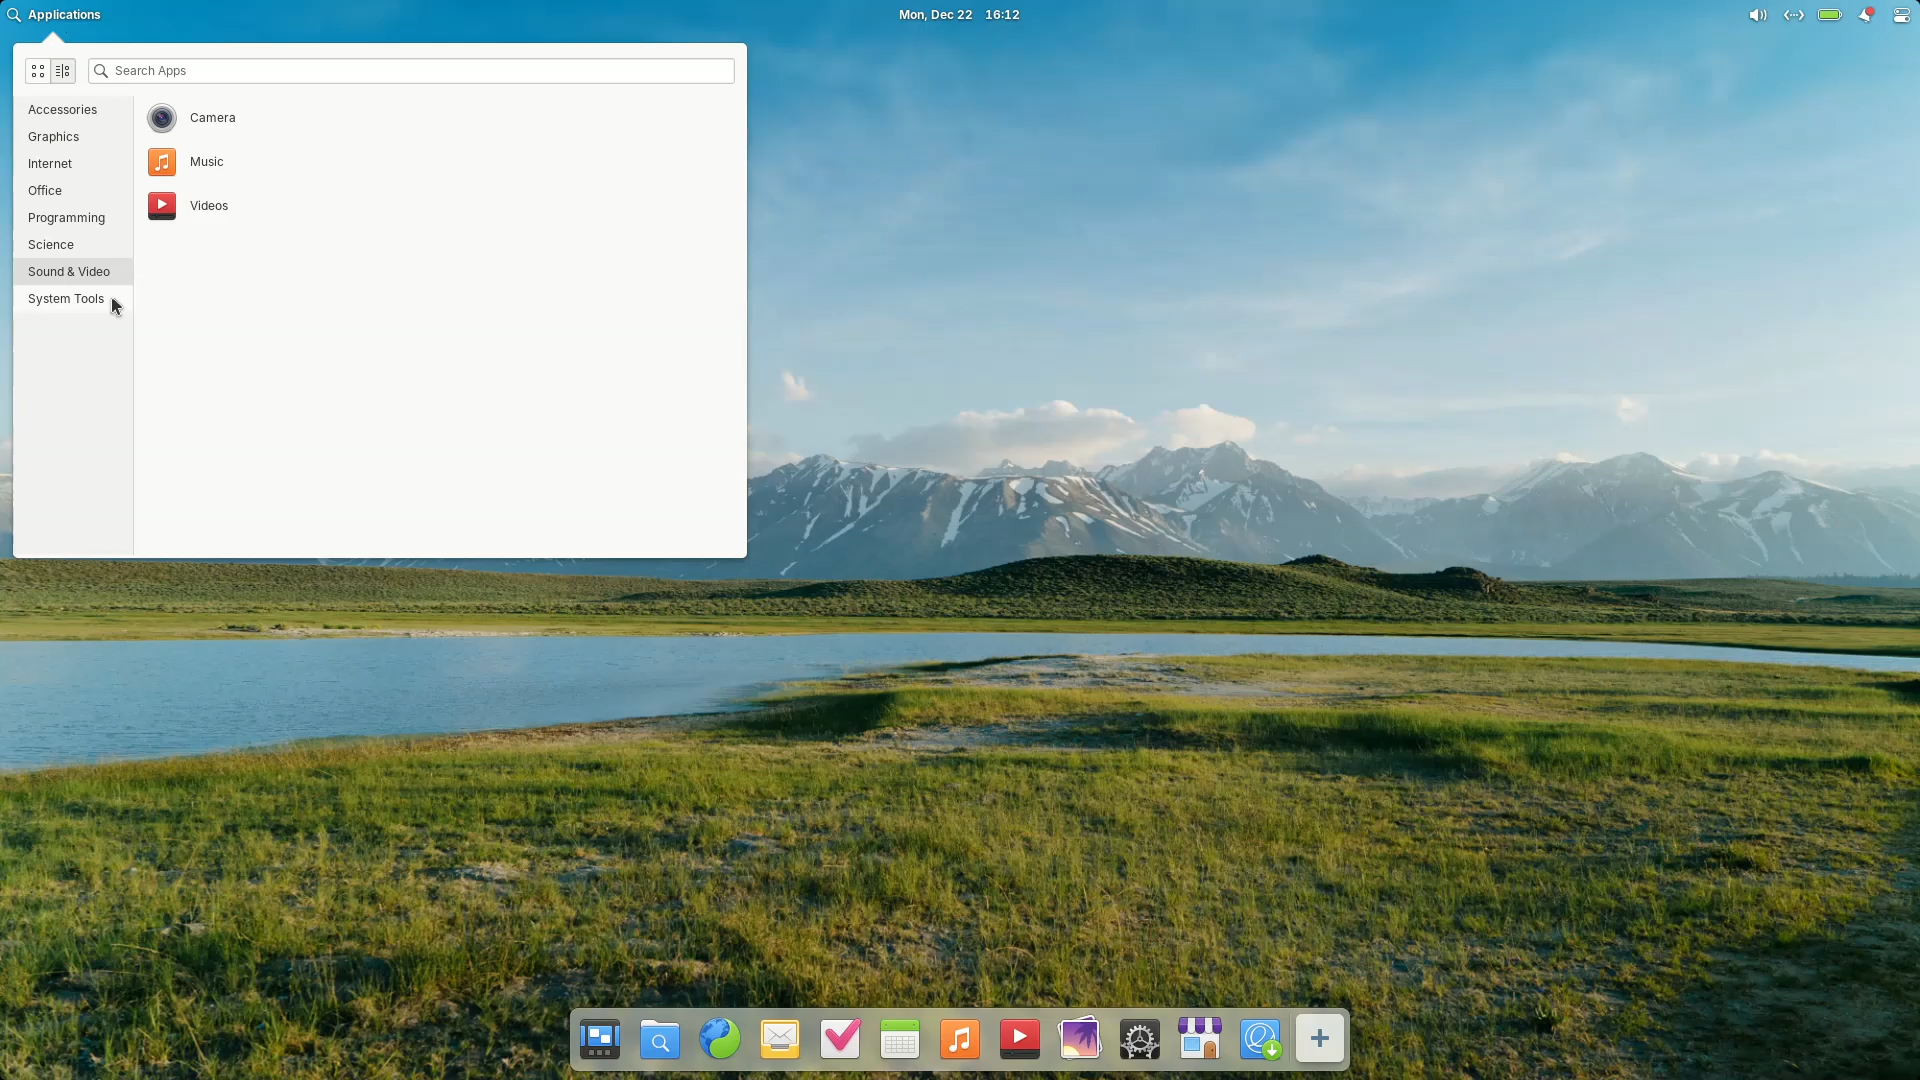 Applications
Mon, Dec 22 16:12
Search Apps
Accessories
Graphics
Internet
Office
Programming
Science
Sound & Video
System Tools
Camera
Music
Videos